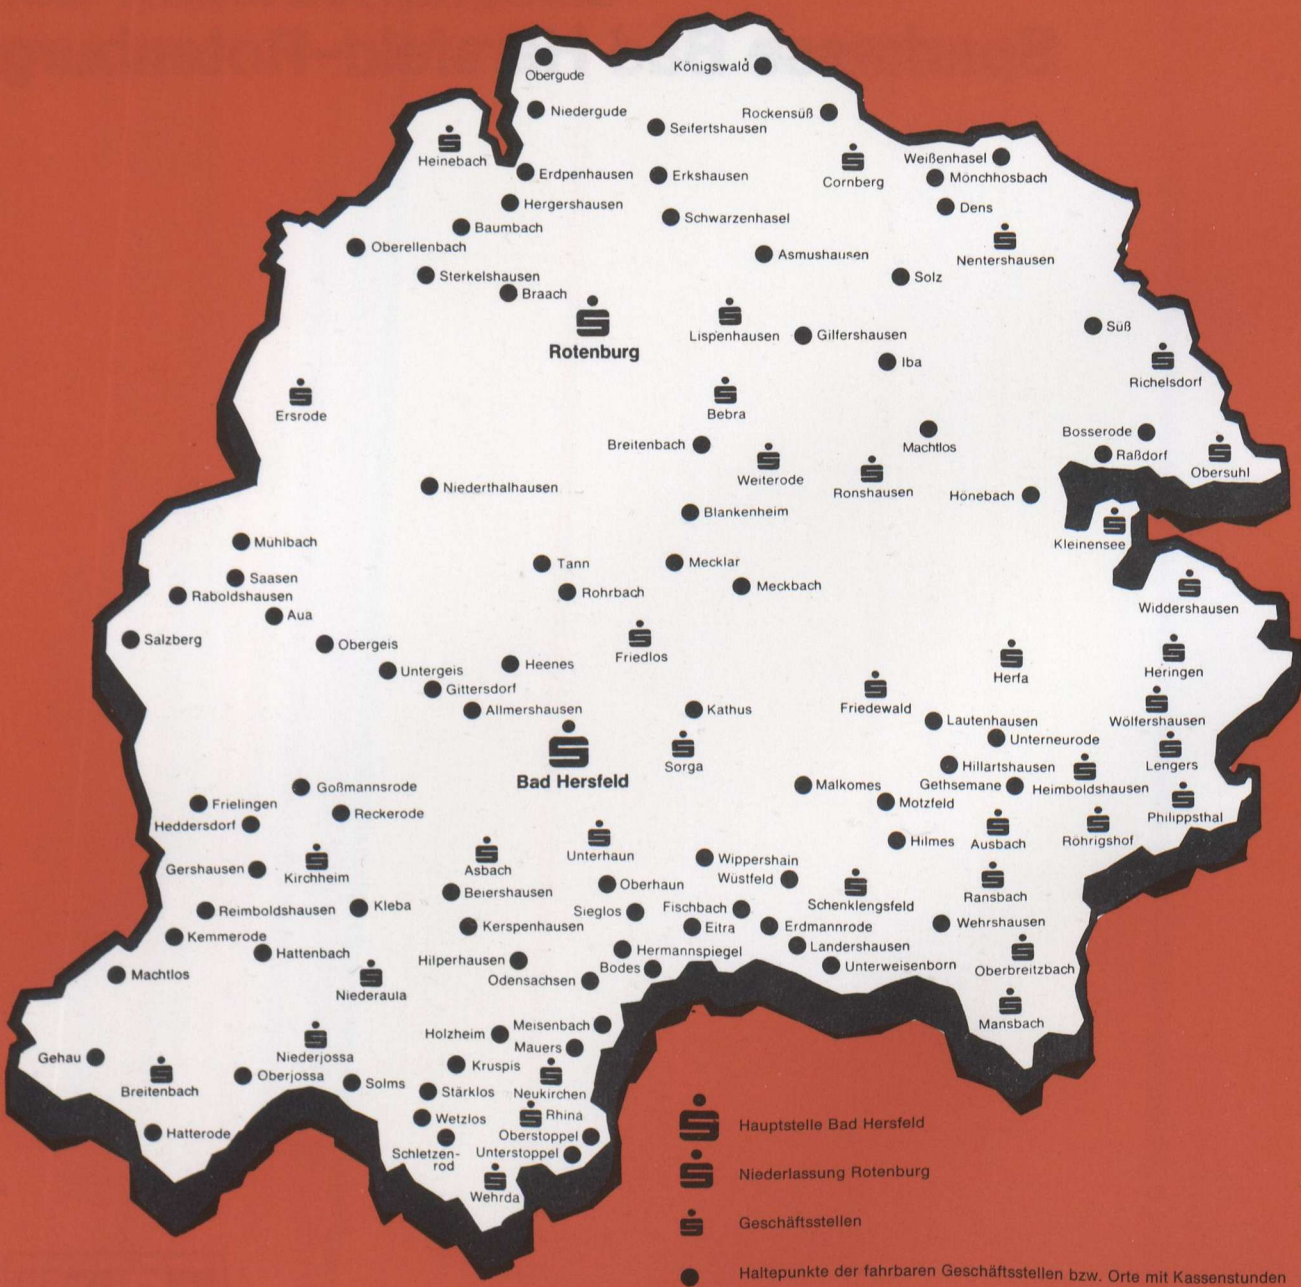 Obergude
Königswald
Niedergude
Rockensüß
Seifertshausen
Heinebach
Weißenhasel
Cornberg
Mönchhosbach
Erdpenhausen
Erkshausen
Hergershausen
Dens
Schwarzenhasel
Baumbach
Oberellenbach
Asmushausen
Nentershausen
Sterkelshausen
Solz
Braach
Süß
Lispenhausen
Gilfershausen
Rotenburg
Iba
Richelsdorf
Ersrode
Bebra
Breitenbach
Machtlos
Bosserode
Raßdorf
Obersuhl
Weiterode
Ronshausen
Niederthalhausen
Hönebach
Blankenheim
Kleinensee
Mühlbach
Tann
Mecklar
Saasen
Meckbach
Raboldshausen
Rohrbach
Widdershausen
Aua
Salzberg
Obergeis
Friedlos
Heenes
Untergeis
Herfa
Heringen
Gittersdorf
Friedewald
Allmershausen
Kathus
Lautenhausen
Wölfershausen
Unterneurode
Sorga
Lengers
Bad Hersfeld
Hillartshausen
Malkomes
Gethsemane
Heimboldshausen
Goßmannsrode
Frielingen
Motzfeld
Reckerode
Philippsthal
Heddersdorf
Hilmes
Ausbach
Röhrigshof
Unterhaun
Wippershain
Asbach
Gershausen
Kirchheim
Wüstfeld
Oberhaun
Beiershausen
Ransbach
Schenklengsfeld
Kleba
Reimboldshausen
Sieglos
Fischbach
Wehrshausen
Kerspenhausen
Eitra
Erdmannrode
Kemmerode
Landershausen
Hattenbach
Hermannspiegel
Hilperhausen
Unterweisenborn
Bodes
Oberbreitzbach
Machtlos
Odensachsen
Niederaula
Mansbach
Meisenbach
Holzheim
Mauers
Gehau
Niederjossa
Kruspis
Oberjossa
Solms
Breitenbach
Stärklos
Neukirchen
Wetzlos
Rhina
Hatterode
Oberstoppel
Schletzen-
rod
Unterstoppel
Wehrda
Hauptstelle Bad Hersfeld
Niederlassung Rotenburg
Geschäftsstellen
Haltepunkte der fahrbaren Geschäftsstellen bzw. Orte mit Kassenstunden